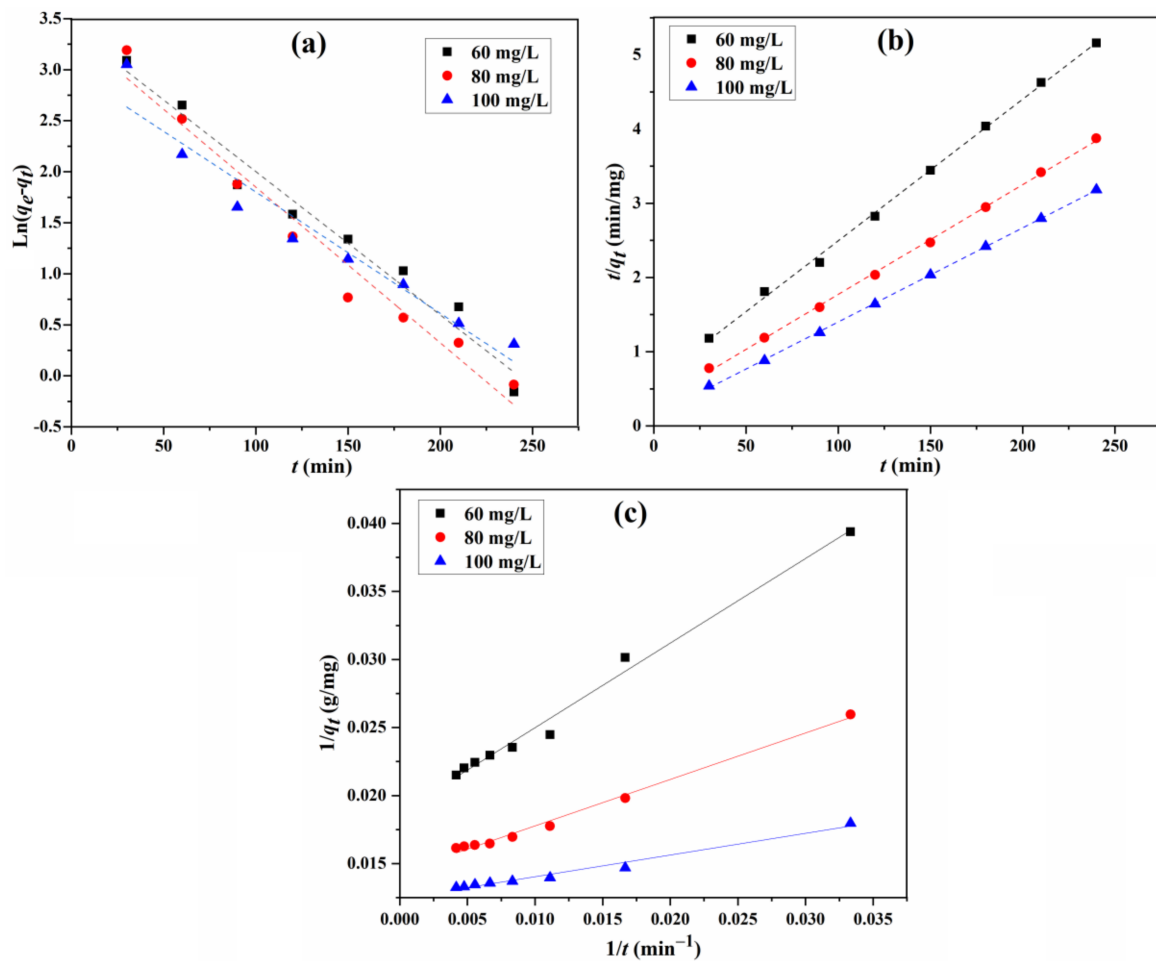 (a)
60 mg/L
80 mg/L
100 mg/L
3.5
3.0
2.5
2.0
1.5
1.0
0.5
0.0
-0.5
Ln(qe-qt)
0 50 100 150 200 250
t (min)
(b)
60 mg/L
80 mg/L
100 mg/L
5
4
3
2
1
0
t/qt (min/mg)
0 50 100 150 200 250
t (min)
(c)
60 mg/L
80 mg/L
100 mg/L
0.040
0.035
0.030
0.025
0.020
0.015
1/qt (g/mg)
0.000 0.005 0.010 0.015 0.020 0.025 0.030 0.035
1/t (min⁻¹)